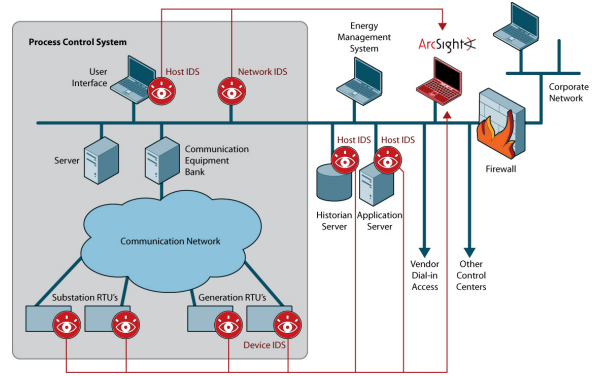 Process Control System
Energy
Management
System
ArcSight
User
Interface
Host IDS
Network IDS
Corporate
Network
Server
Communication
Equipment
Bank
Host IDS
Host IDS
Firewall
Historian
Server
Application
Server
Communication Network
Vendor
Dial-in
Access
Other
Control
Centers
Substation RTU's
Generation RTU's
Device IDS